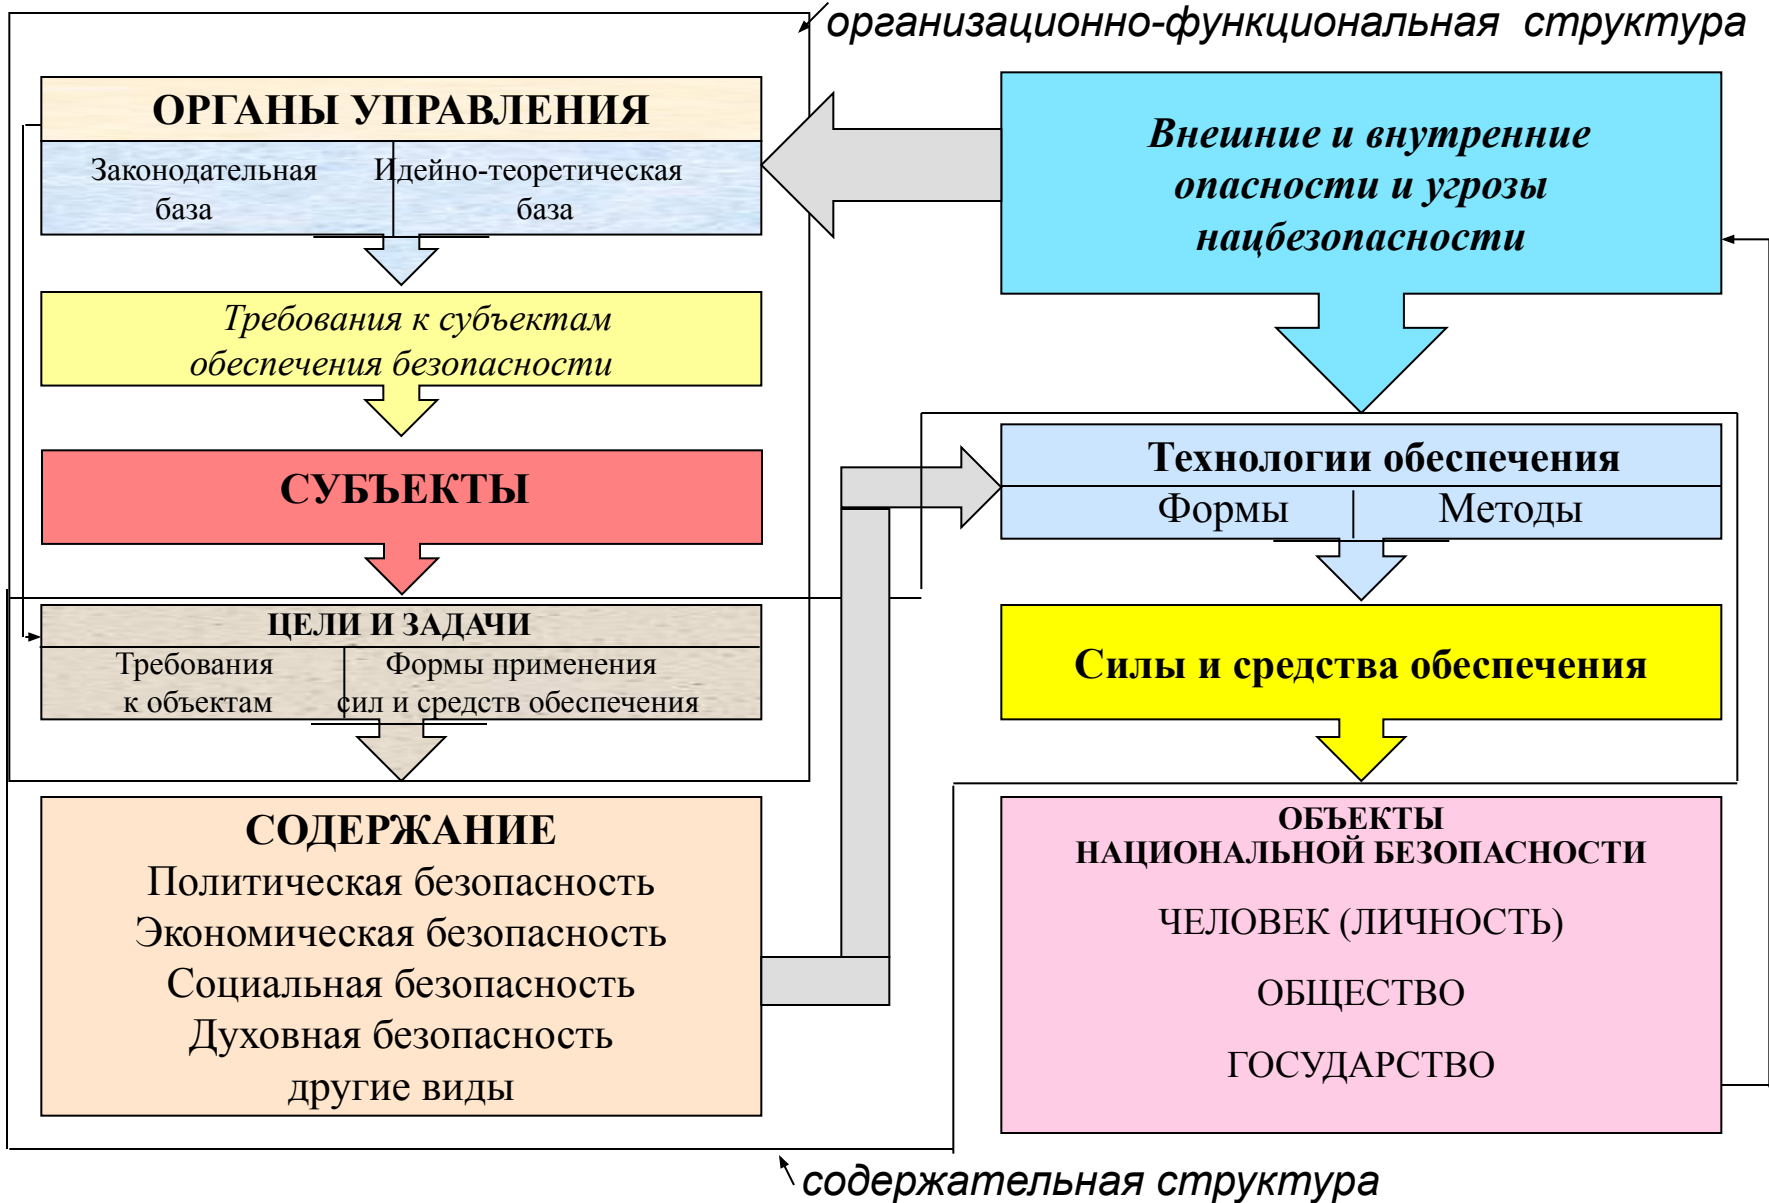 организационно-функциональная структура
ОРГАНЫ УПРАВЛЕНИЯ
Законодательная
база
Идейно-теоретическая
база
Требования к субъектам
обеспечения безопасности
СУБЪЕКТЫ
ЦЕЛИ И ЗАДАЧИ
Требования
к объектам
Формы применения
сил и средств обеспечения
СОДЕРЖАНИЕ
Политическая безопасность
Экономическая безопасность
Социальная безопасность
Духовная безопасность
другие виды
Внешние и внутренние
опасности и угрозы
нацбезопасности
Технологии обеспечения
Формы
Методы
Силы и средства обеспечения
ОБЪЕКТЫ
НАЦИОНАЛЬНОЙ БЕЗОПАСНОСТИ
ЧЕЛОВЕК (ЛИЧНОСТЬ)
ОБЩЕСТВО
ГОСУДАРСТВО
содержательная структура